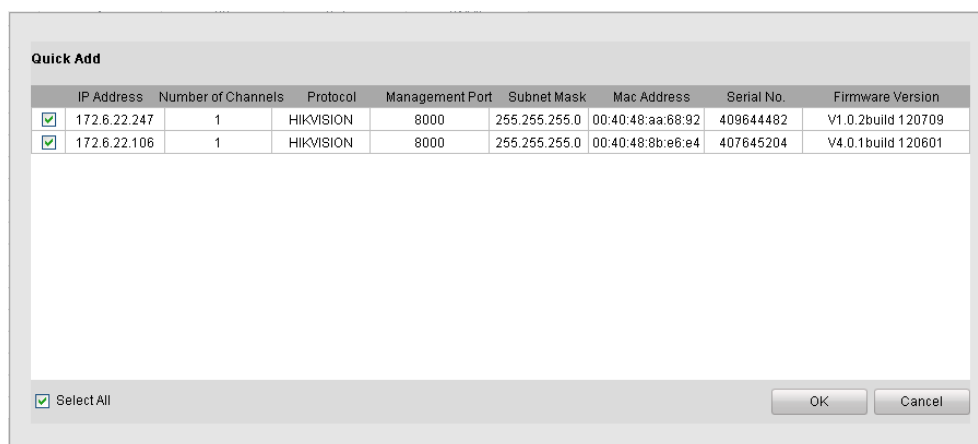 Quick Add
IP Address Number of Channels Protocol Management Port Subnet Mask Mac Address Serial No. Firmware Version
172.6.22.247 1 HIKVISION 8000 255.255.255.0 00:40:48:aa:68:92 409644482 V1.0.2build 120709
172.6.22.106 1 HIKVISION 8000 255.255.255.0 00:40:48:8b:e6:e4 407645204 V4.0.1build 120601
Select All OK Cancel